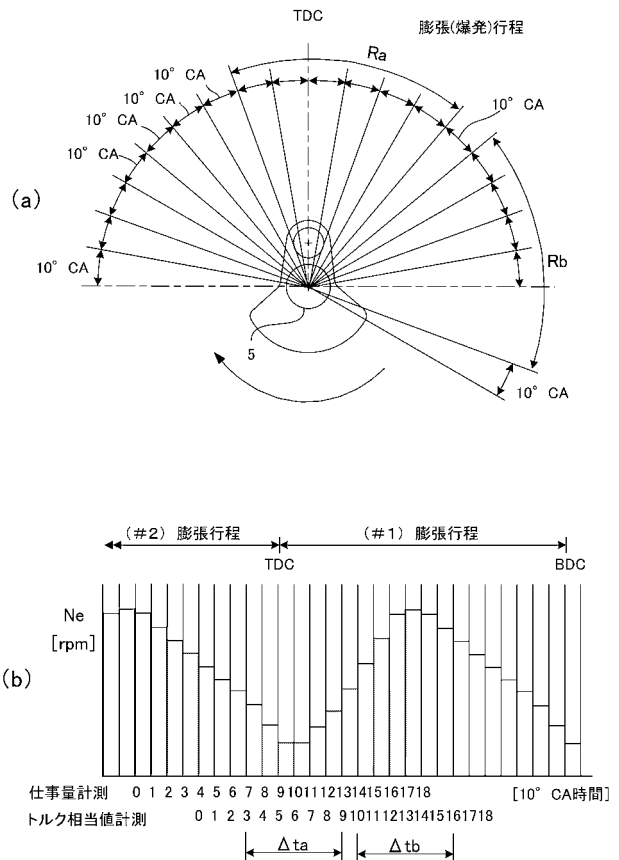 TDC
膨張(爆発)行程
Ra
10° CA
10° CA
10° CA
10° CA
10° CA
(a)
Rb
10° CA
5
10° CA
(#2) 膨張行程
(#1) 膨張行程
TDC
BDC
Ne
[rpm]
(b)
仕事量計測 0 1 2 3 4 5 6 7 8 9 10 11 12 13 14 15 16 17 18 [10° CA時間]
トルク相当値計測 0 1 2 3 4 5 6 7 8 9 10 11 12 13 14 15 16 17 18
Δta
Δtb